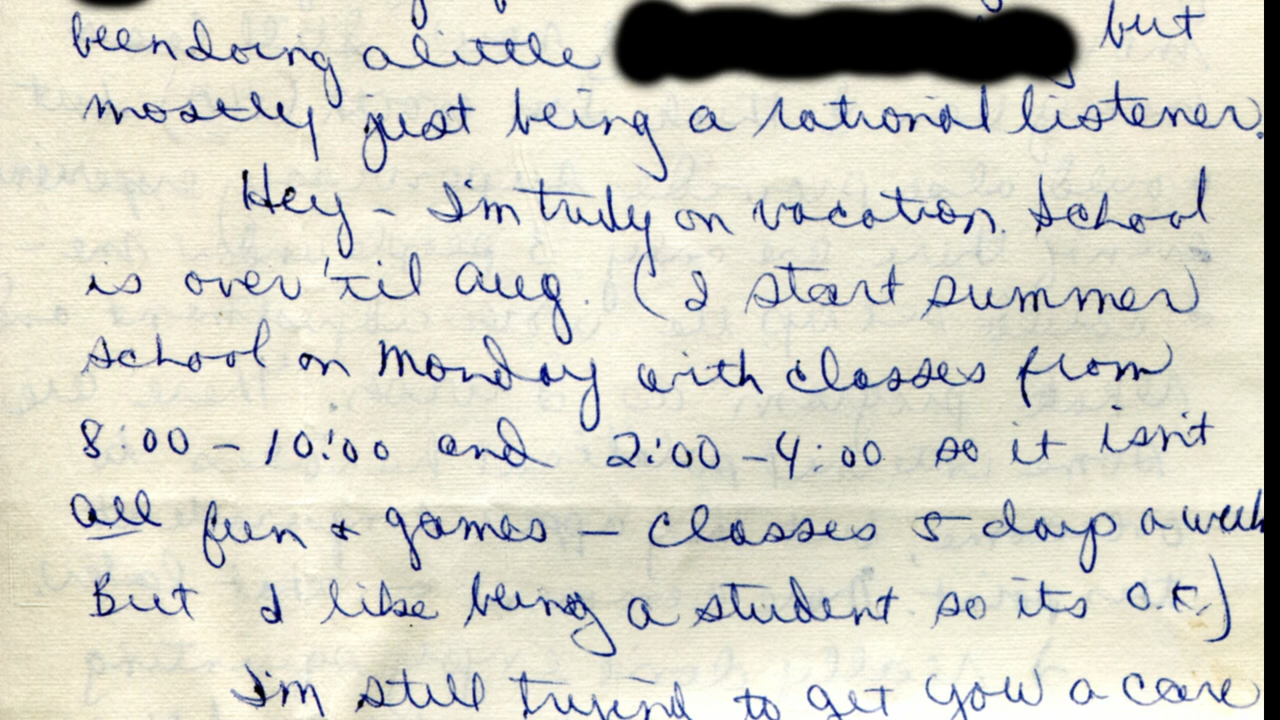 been doing a little but
mostly just being a rational listener.
Hey - I'm truly on vacation. School
is over 'til Aug. (I start summer
school on Monday with classes from
8:00 - 10:00 and 2:00 - 4:00 so it isn't
all fun & games - classes 5 days a week
But I like being a student so its o.k.)
I'm still trying to get you a care